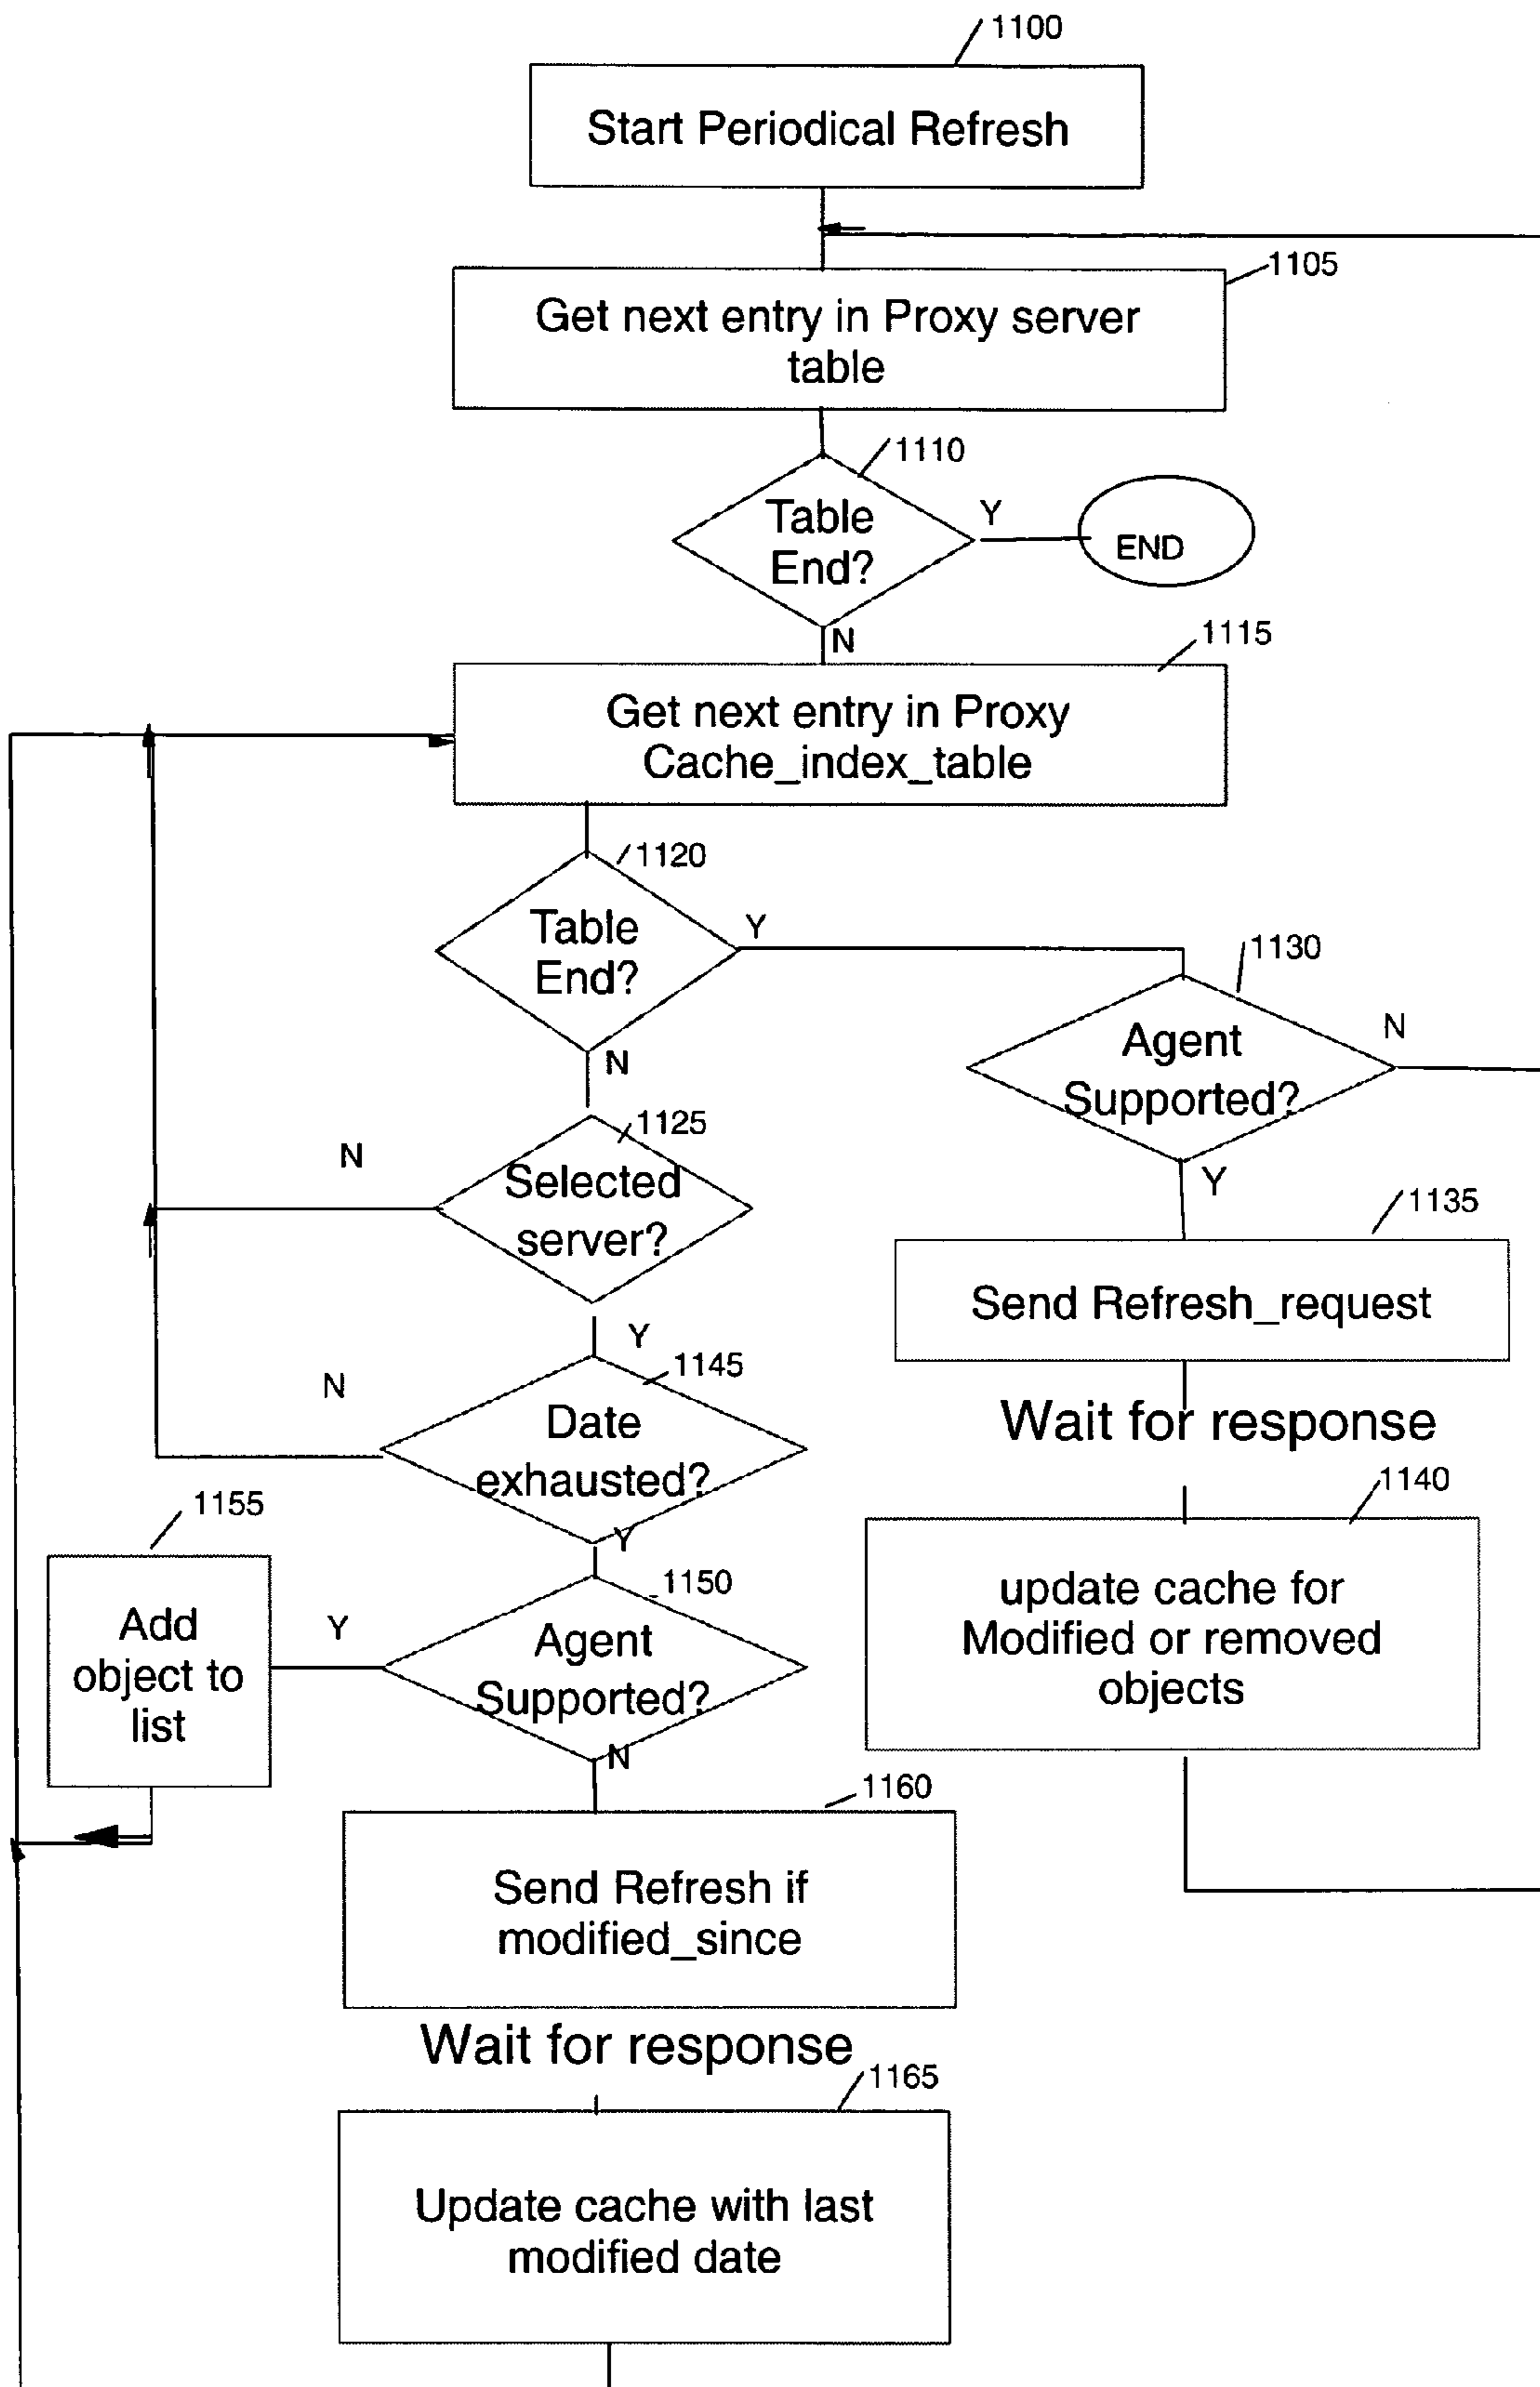 1100
Start Periodical Refresh
1105
Get next entry in Proxy server
table
1110
Table
End?
Y
END
N
1115
Get next entry in Proxy
Cache_index_table
1120
Table
End?
Y
N
1130
Agent
Supported?
N
Y
1125
Selected
server?
N
Y
1135
Send Refresh_request
Wait for response
1145
Date
exhausted?
N
Y
1140
update cache for
Modified or removed
objects
1155
Add
object to
list
1150
Agent
Supported?
Y
N
1160
Send Refresh if
modified_since
Wait for response
1165
Update cache with last
modified date